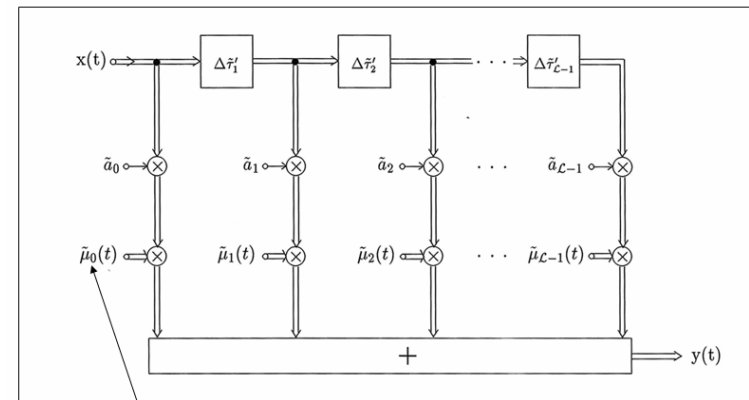 x(t) Δτ̃′₁ Δτ̃′₂ · · · Δτ̃′_{ℒ−1}
ã₀ ã₁ ã₂ · · · ã_{ℒ−1}
μ̃₀(t) μ̃₁(t) μ̃₂(t) · · · μ̃_{ℒ−1}(t)
+ y(t)